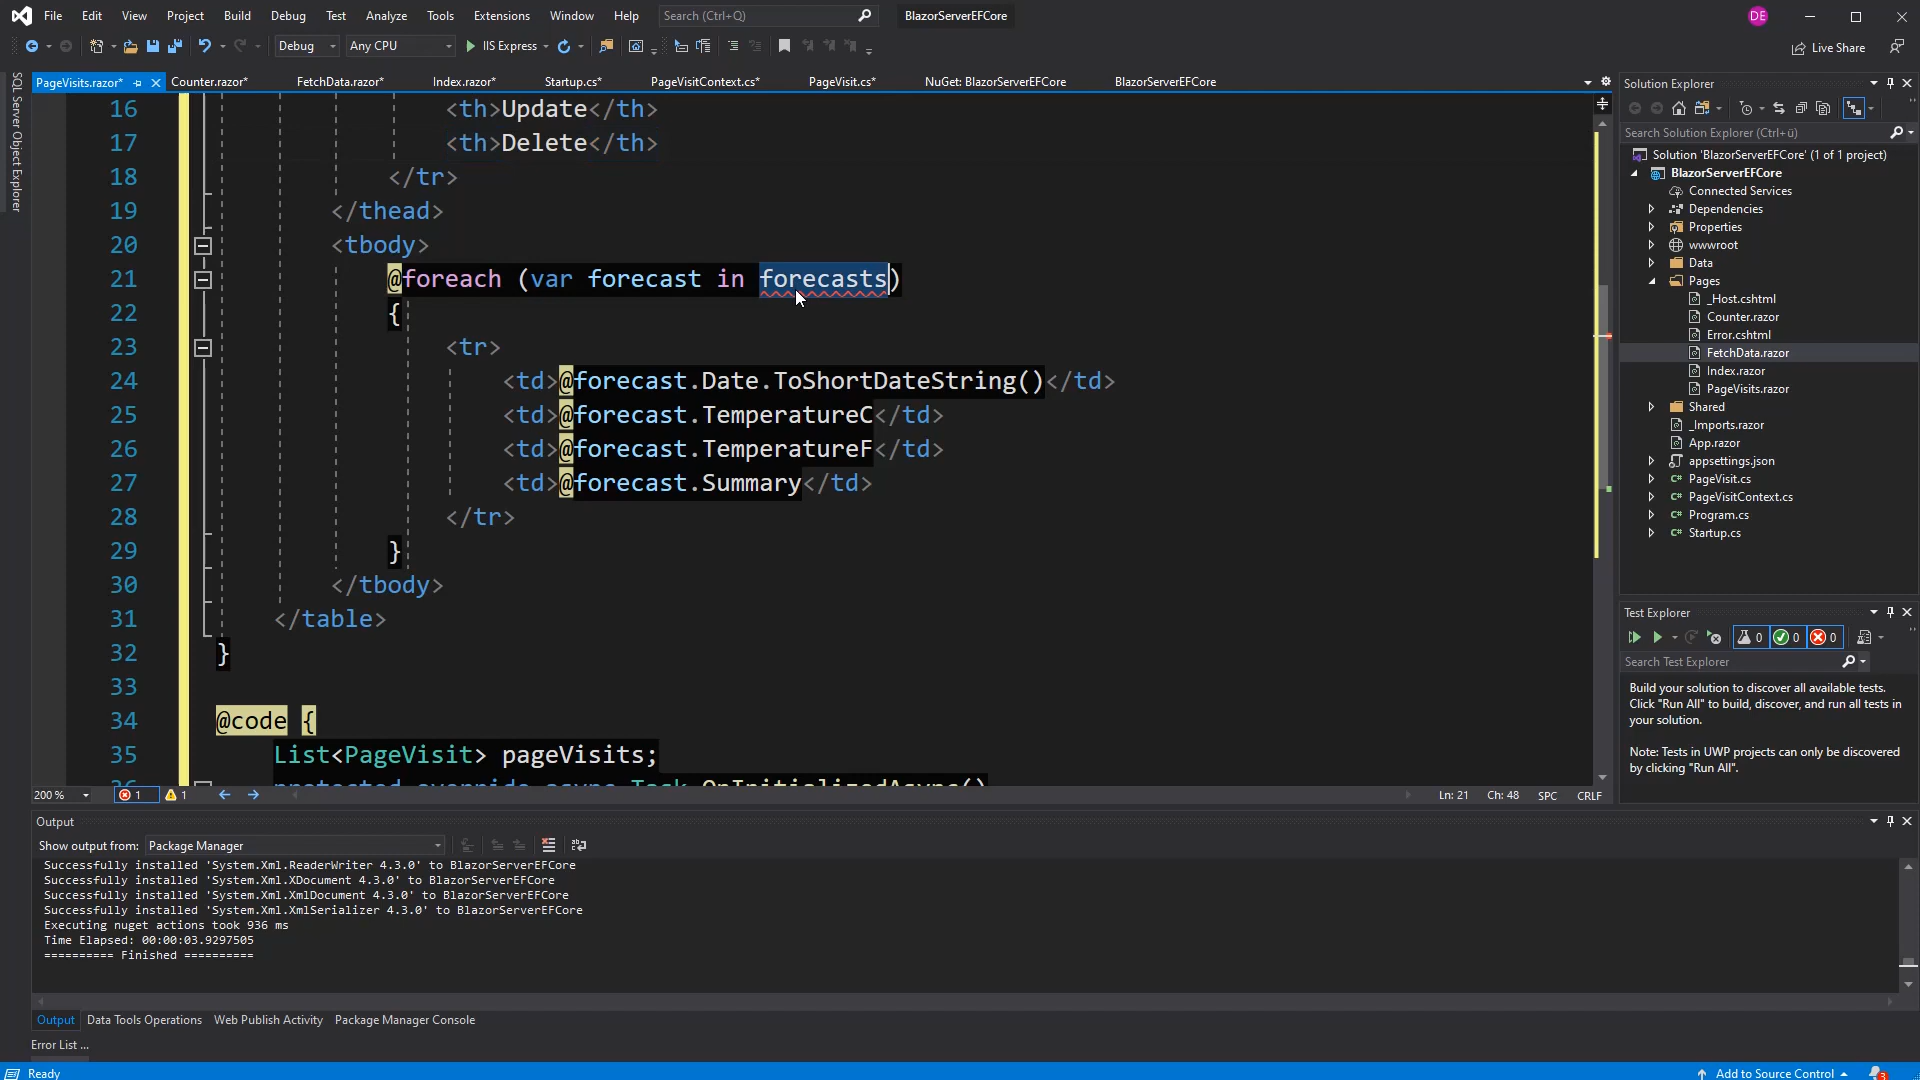 File Edit View Project Build Debug Test Analyze Tools Extensions Window Help Search (Ctrl+Q) BlazorServerEFCore DE
Debug Any CPU IIS Express Live Share
PageVisits.razor* Counter.razor* FetchData.razor* Index.razor* Startup.cs* PageVisitContext.cs* PageVisit.cs* NuGet: BlazorServerEFCore BlazorServerEFCore
SQL Server Object Explorer
16 <th>Update</th>
17 <th>Delete</th>
18 </tr>
19 </thead>
20 <tbody>
21 @foreach (var forecast in forecasts)
22 {
23 <tr>
24 <td>@forecast.Date.ToShortDateString()</td>
25 <td>@forecast.TemperatureC</td>
26 <td>@forecast.TemperatureF</td>
27 <td>@forecast.Summary</td>
28 </tr>
29 }
30 </tbody>
31 </table>
32 }
33
34 @code {
35 List<PageVisit> pageVisits;
36 protected override async Task OnInitializedAsync()
200 % 1 1 Ln: 21 Ch: 48 SPC CRLF
Solution Explorer
Search Solution Explorer (Ctrl+ü)
Solution 'BlazorServerEFCore' (1 of 1 project)
BlazorServerEFCore
Connected Services
Dependencies
Properties
wwwroot
Data
Pages
_Host.cshtml
Counter.razor
Error.cshtml
FetchData.razor
Index.razor
PageVisits.razor
Shared
_Imports.razor
App.razor
appsettings.json
C# PageVisit.cs
C# PageVisitContext.cs
C# Program.cs
C# Startup.cs
Test Explorer
0 0 0
Search Test Explorer
Build your solution to discover all available tests.
Click "Run All" to build, discover, and run all tests in
your solution.
Note: Tests in UWP projects can only be discovered
by clicking "Run All".
Output
Show output from: Package Manager
Successfully installed 'System.Xml.ReaderWriter 4.3.0' to BlazorServerEFCore
Successfully installed 'System.Xml.XDocument 4.3.0' to BlazorServerEFCore
Successfully installed 'System.Xml.XmlDocument 4.3.0' to BlazorServerEFCore
Successfully installed 'System.Xml.XmlSerializer 4.3.0' to BlazorServerEFCore
Executing nuget actions took 936 ms
Time Elapsed: 00:00:03.9297505
========== Finished ==========
Output Data Tools Operations Web Publish Activity Package Manager Console
Error List ...
Ready Add to Source Control 3